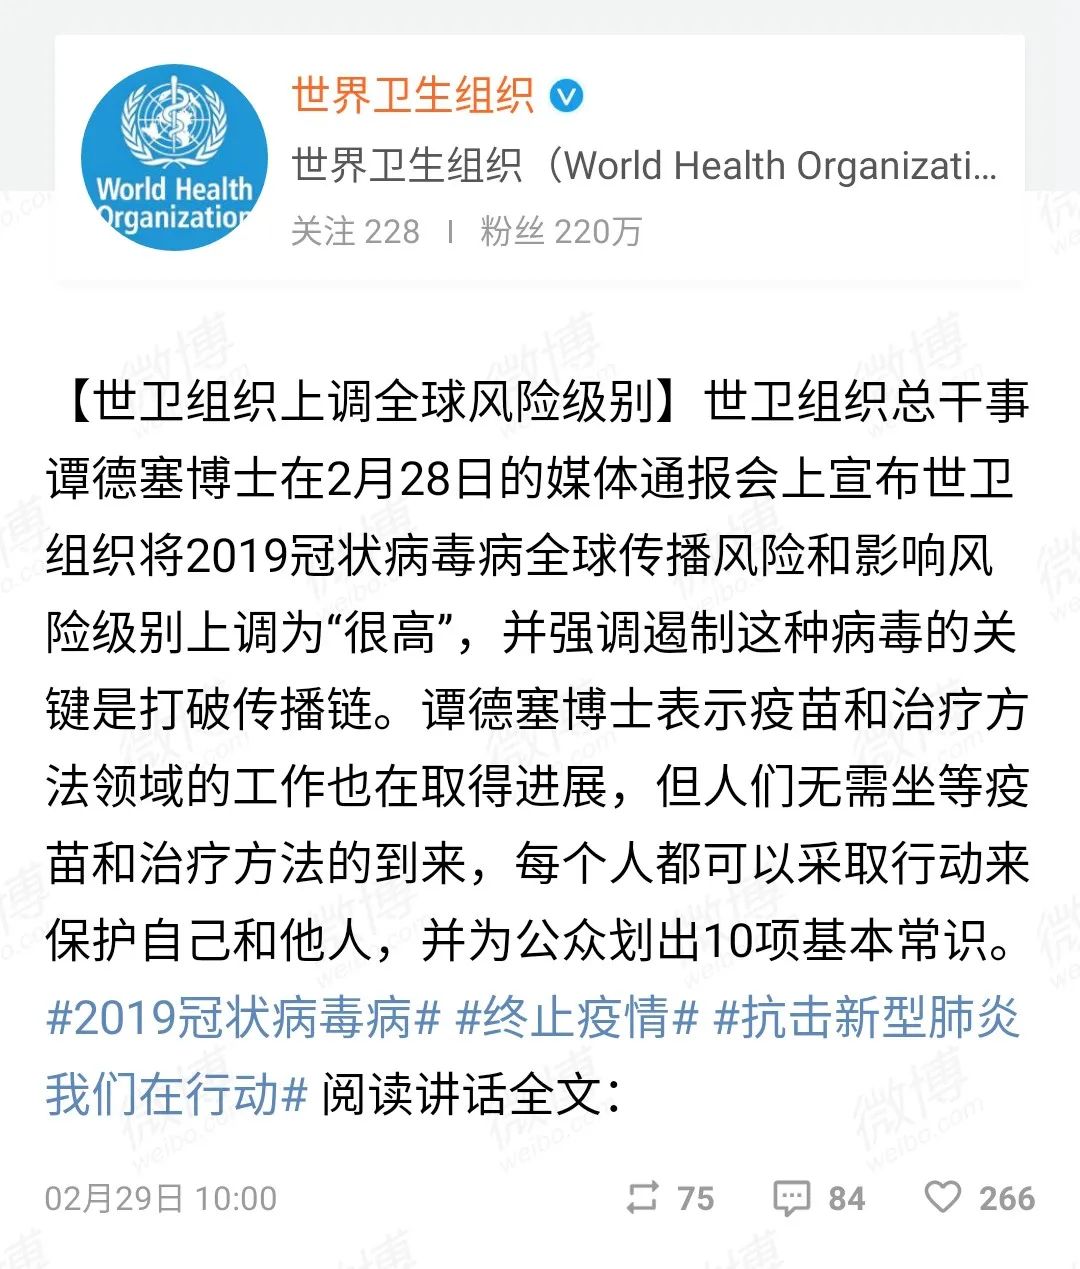 World Health
Organization
世界卫生组织
世界卫生组织（World Health Organizati...
关注 228 | 粉丝 220万
【世卫组织上调全球风险级别】世卫组织总干事
谭德塞博士在2月28日的媒体通报会上宣布世卫
组织将2019冠状病毒病全球传播风险和影响风
险级别上调为“很高”，并强调遏制这种病毒的关
键是打破传播链。谭德塞博士表示疫苗和治疗方
法领域的工作也在取得进展，但人们无需坐等疫
苗和治疗方法的到来，每个人都可以采取行动来
保护自己和他人，并为公众划出10项基本常识。
#2019冠状病毒病# #终止疫情# #抗击新型肺炎
我们在行动# 阅读讲话全文：
02月29日 10:00 75 84 266
微博
weibo.com